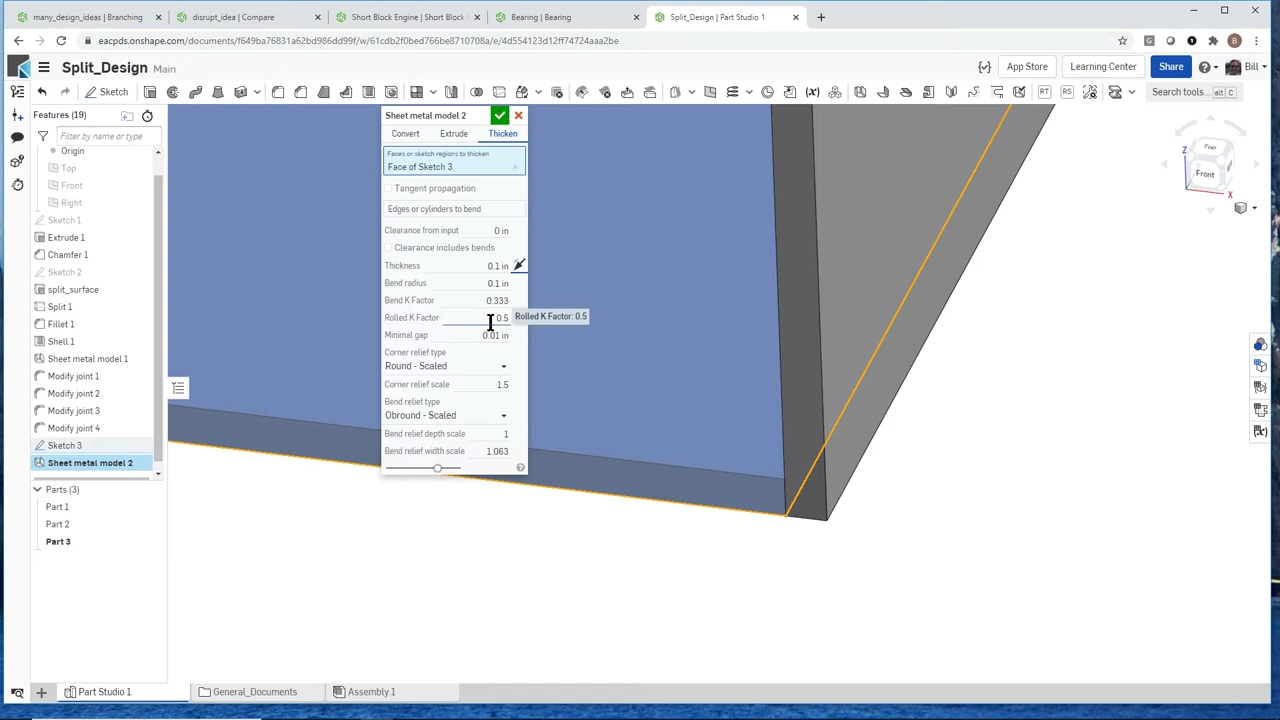 many_design_ideas | Branching
disrupt_idea | Compare
Short Block Engine | Short Block
Bearing | Bearing
Split_Design | Part Studio 1
eacpds.onshape.com/documents/f649ba76831a62bd986dd99f/w/61cdb2f0bed766be8710708a/e/4d554123d12ff74724aaa2be
Split_Design Main
App Store
Learning Center
Share
Bill
Sketch
RT
RS
Search tools...
Features (19)
Filter by name or type
Origin
Top
Front
Right
Sketch 1
Extrude 1
Chamfer 1
Sketch 2
split_surface
Split 1
Fillet 1
Shell 1
Sheet metal model 1
Modify joint 1
Modify joint 2
Modify joint 3
Modify joint 4
Sketch 3
Sheet metal model 2
Parts (3)
Part 1
Part 2
Part 3
Sheet metal model 2
Convert Extrude Thicken
Faces or sketch regions to thicken
Face of Sketch 3
Tangent propagation
Edges or cylinders to bend
Clearance from input 0 in
Clearance includes bends
Thickness 0.1 in
Bend radius 0.1 in
Bend K Factor 0.333
Rolled K Factor 0.5
Rolled K Factor: 0.5
Minimal gap 0.01 in
Corner relief type
Round - Scaled
Corner relief scale 1.5
Bend relief type
Obround - Scaled
Bend relief depth scale 1
Bend relief width scale 1.063
Top
Front
Z
X
Part Studio 1
General_Documents
Assembly 1